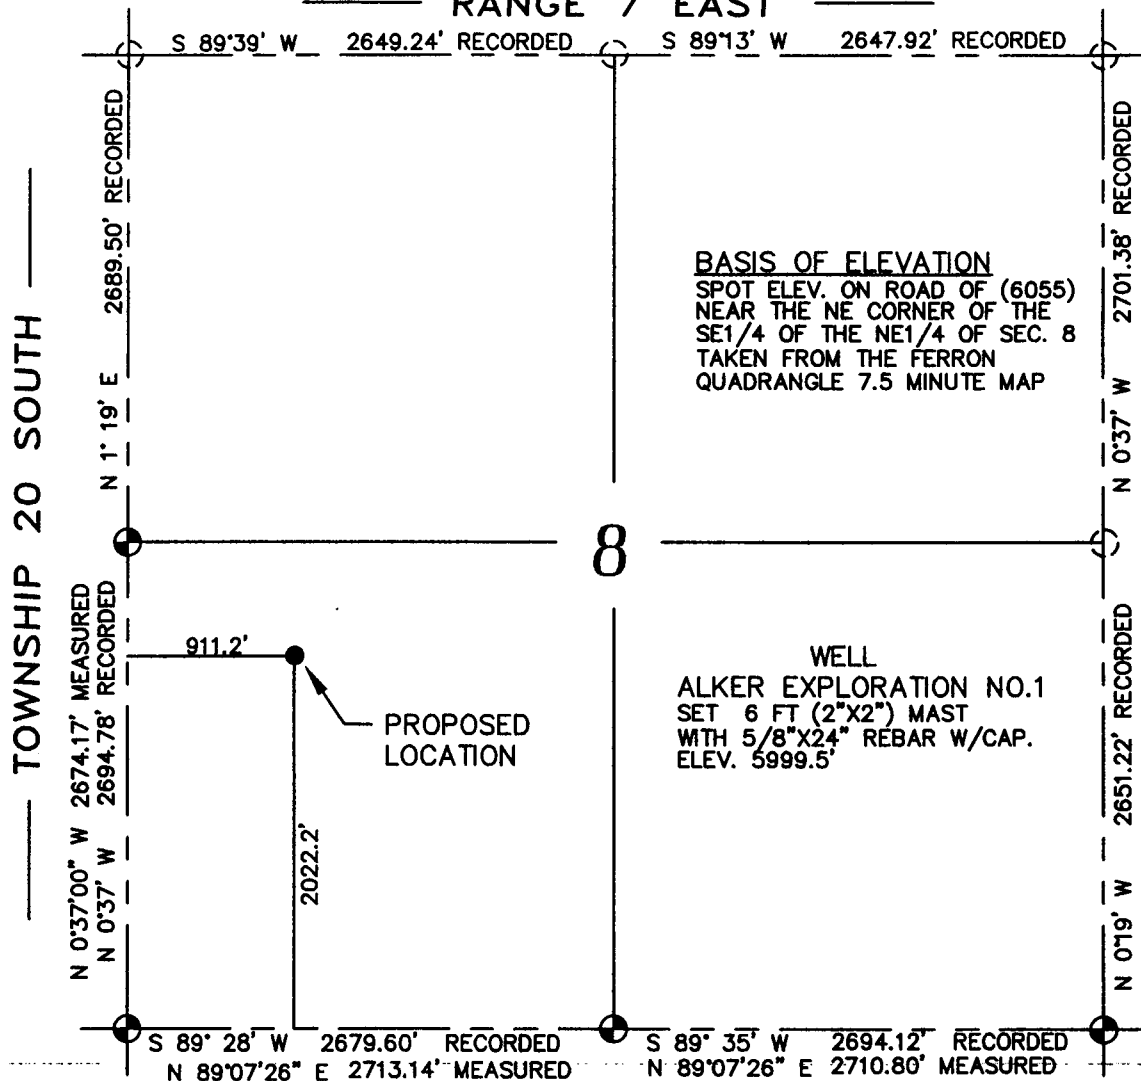 RANGE 7 EAST
S 89°39' W 2649.24' RECORDED
S 89°13' W 2647.92' RECORDED
TOWNSHIP 20 SOUTH
N 1° 19' E 2689.50' RECORDED
N 0°37' W 2701.38' RECORDED
BASIS OF ELEVATION
SPOT ELEV. ON ROAD OF (6055)
NEAR THE NE CORNER OF THE
SE1/4 OF THE NE1/4 OF SEC. 8
TAKEN FROM THE FERRON
QUADRANGLE 7.5 MINUTE MAP
8
N 0°37'00" W 2674.17' MEASURED
N 0°37' W 2694.78' RECORDED
911.2'
PROPOSED
LOCATION
2022.2'
WELL
ALKER EXPLORATION NO.1
SET 6 FT (2"X2") MAST
WITH 5/8"X24" REBAR W/CAP.
ELEV. 5999.5'
N 0°19' W 2651.22' RECORDED
S 89° 28' W 2679.60' RECORDED
N 89°07'26" E 2713.14' MEASURED
S 89° 35' W 2694.12' RECORDED
N 89°07'26" E 2710.80' MEASURED